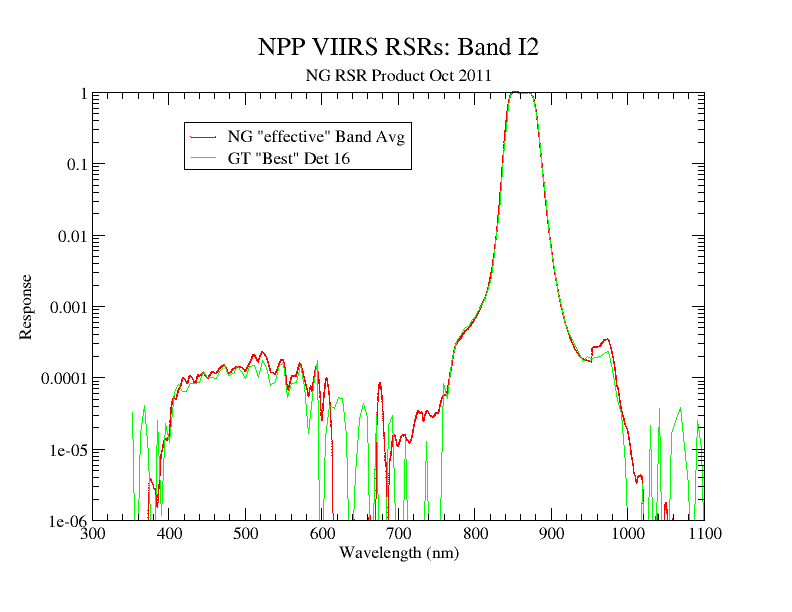 NPP VIIRS RSRs: Band I2
NG RSR Product Oct 2011
NG "effective" Band Avg
GT "Best" Det 16
Response
1
0.1
0.01
0.001
0.0001
1e-05
1e-06
300 400 500 600 700 800 900 1000 1100
Wavelength (nm)